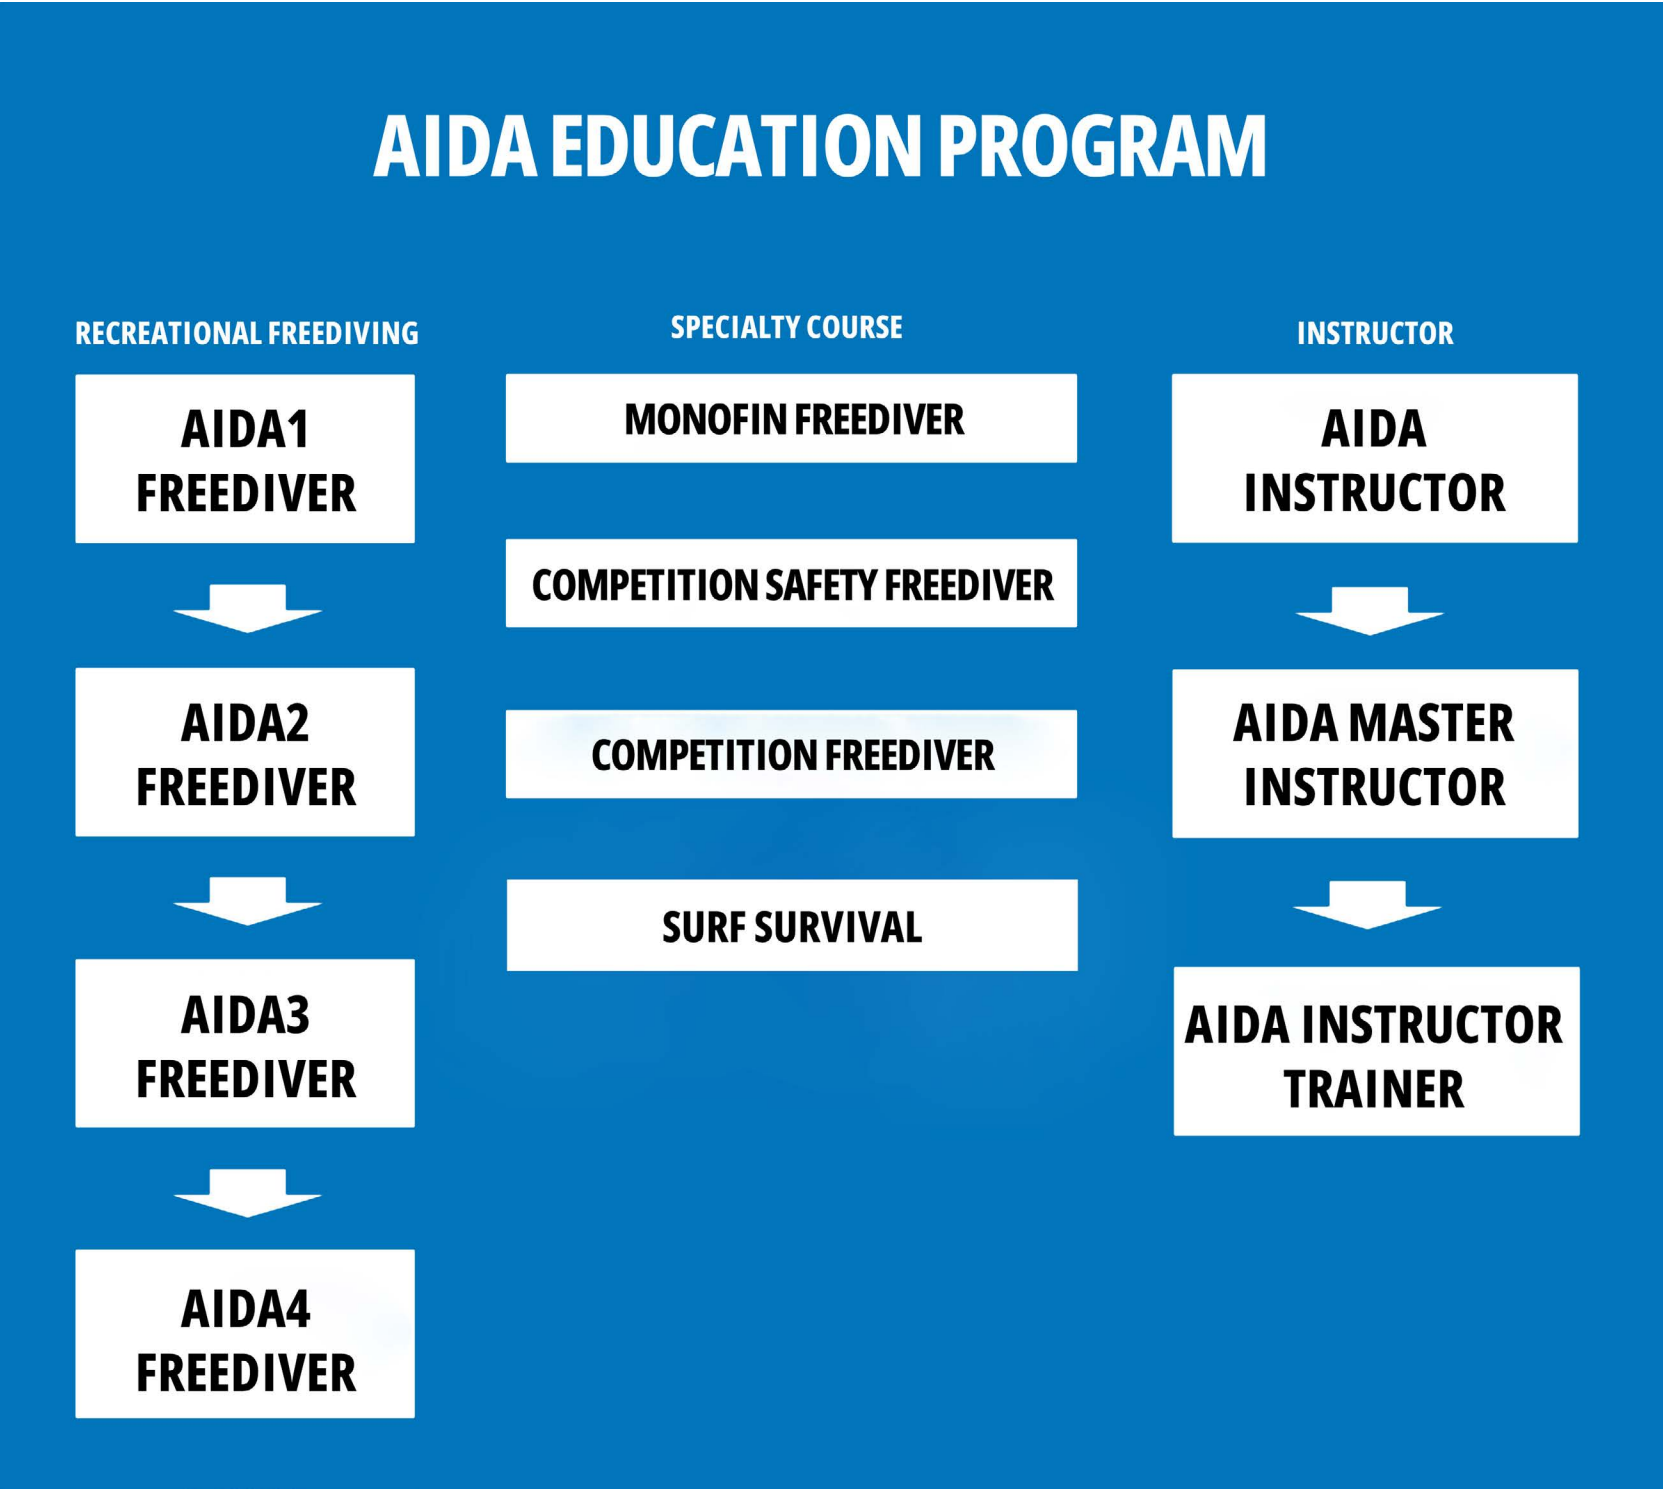 AIDA EDUCATION PROGRAM
RECREATIONAL FREEDIVING
AIDA1
FREEDIVER
AIDA2
FREEDIVER
AIDA3
FREEDIVER
AIDA4
FREEDIVER
SPECIALTY COURSE
MONOFIN FREEDIVER
COMPETITION SAFETY FREEDIVER
COMPETITION FREEDIVER
SURF SURVIVAL
INSTRUCTOR
AIDA
INSTRUCTOR
AIDA MASTER
INSTRUCTOR
AIDA INSTRUCTOR
TRAINER